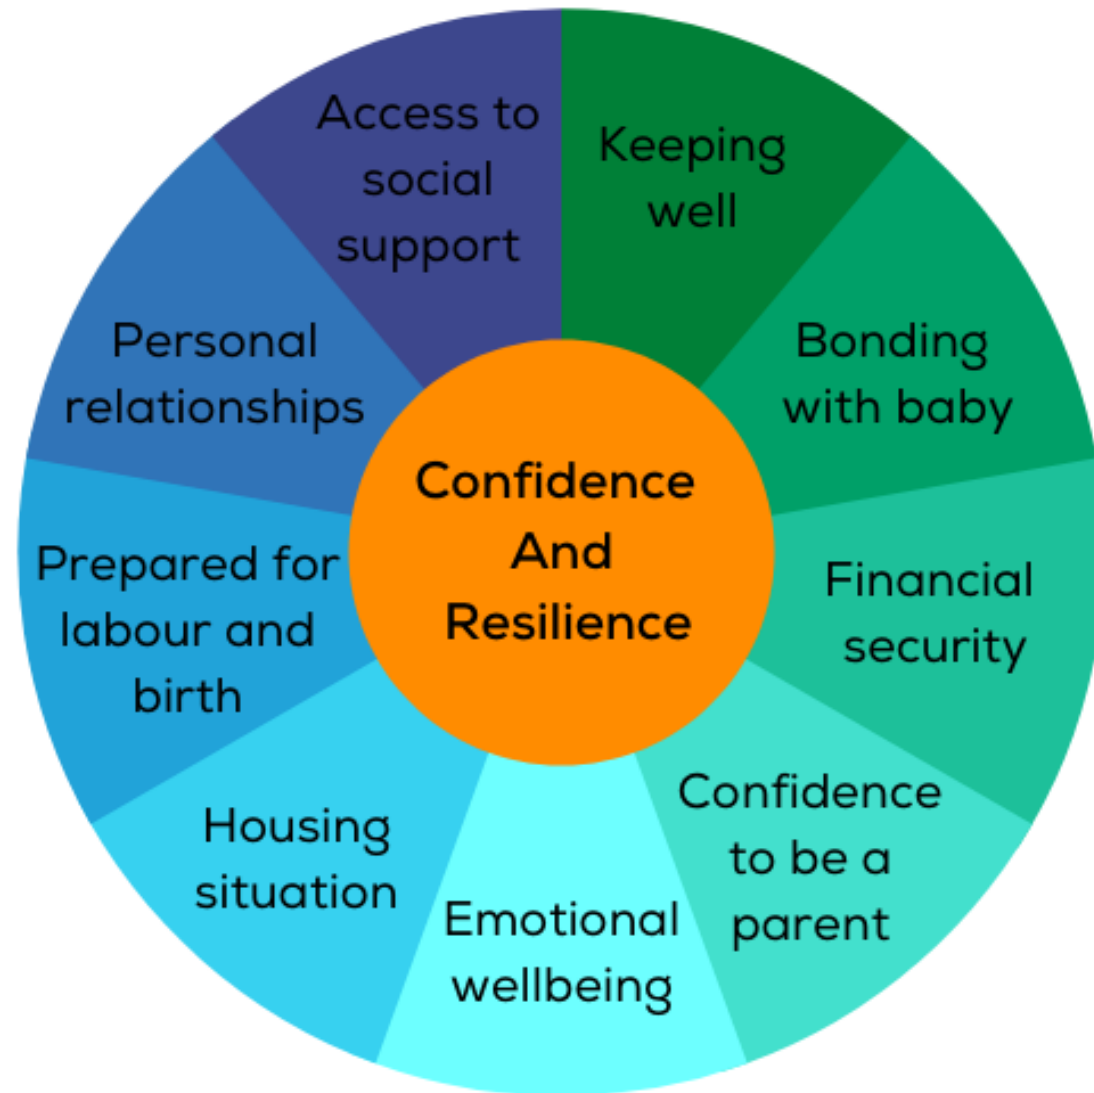 Access to
social
support
Keeping
well
Bonding
with baby
Financial
security
Confidence
to be a
parent
Emotional
wellbeing
Housing
situation
Prepared for
labour and
birth
Personal
relationships
Confidence
And
Resilience